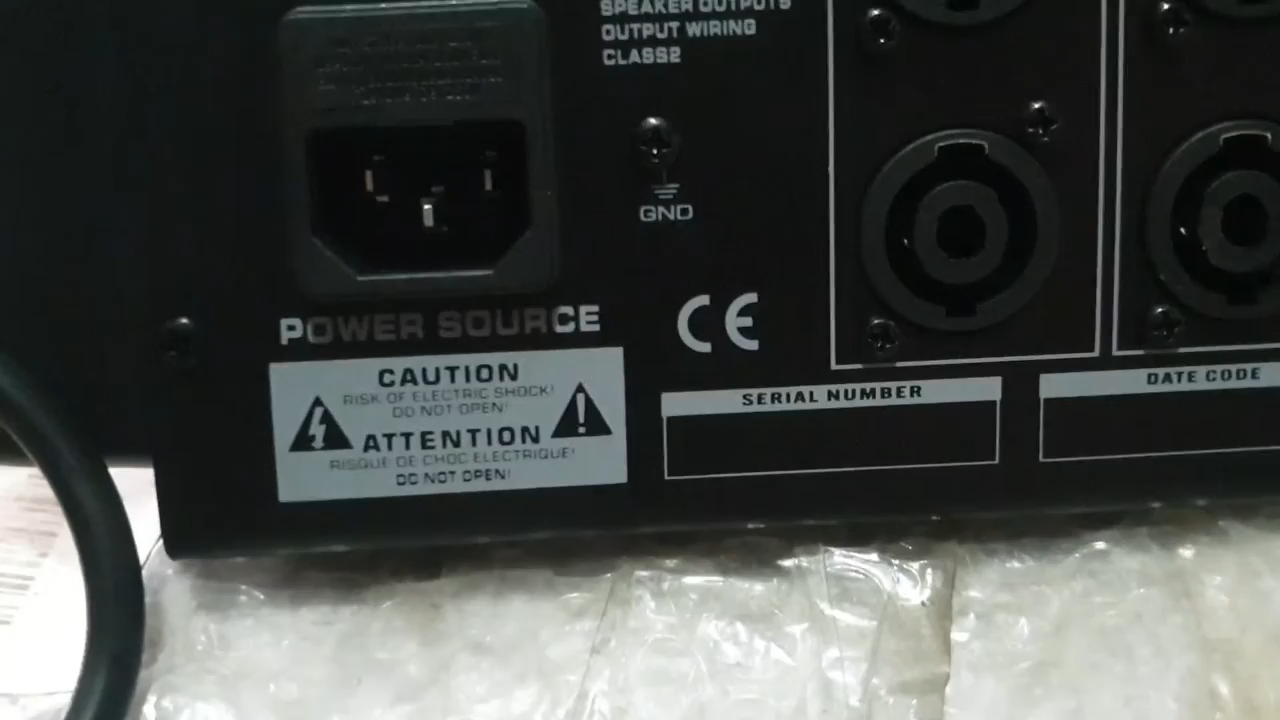 SPEAKER OUTPUTS
OUTPUT WIRING
CLASS2
GND
POWER SOURCE
CE
CAUTION
RISK OF ELECTRIC SHOCK!
DO NOT OPEN!
ATTENTION
RISQUE DE CHOC ELECTRIQUE!
DO NOT OPEN!
SERIAL NUMBER
DATE CODE